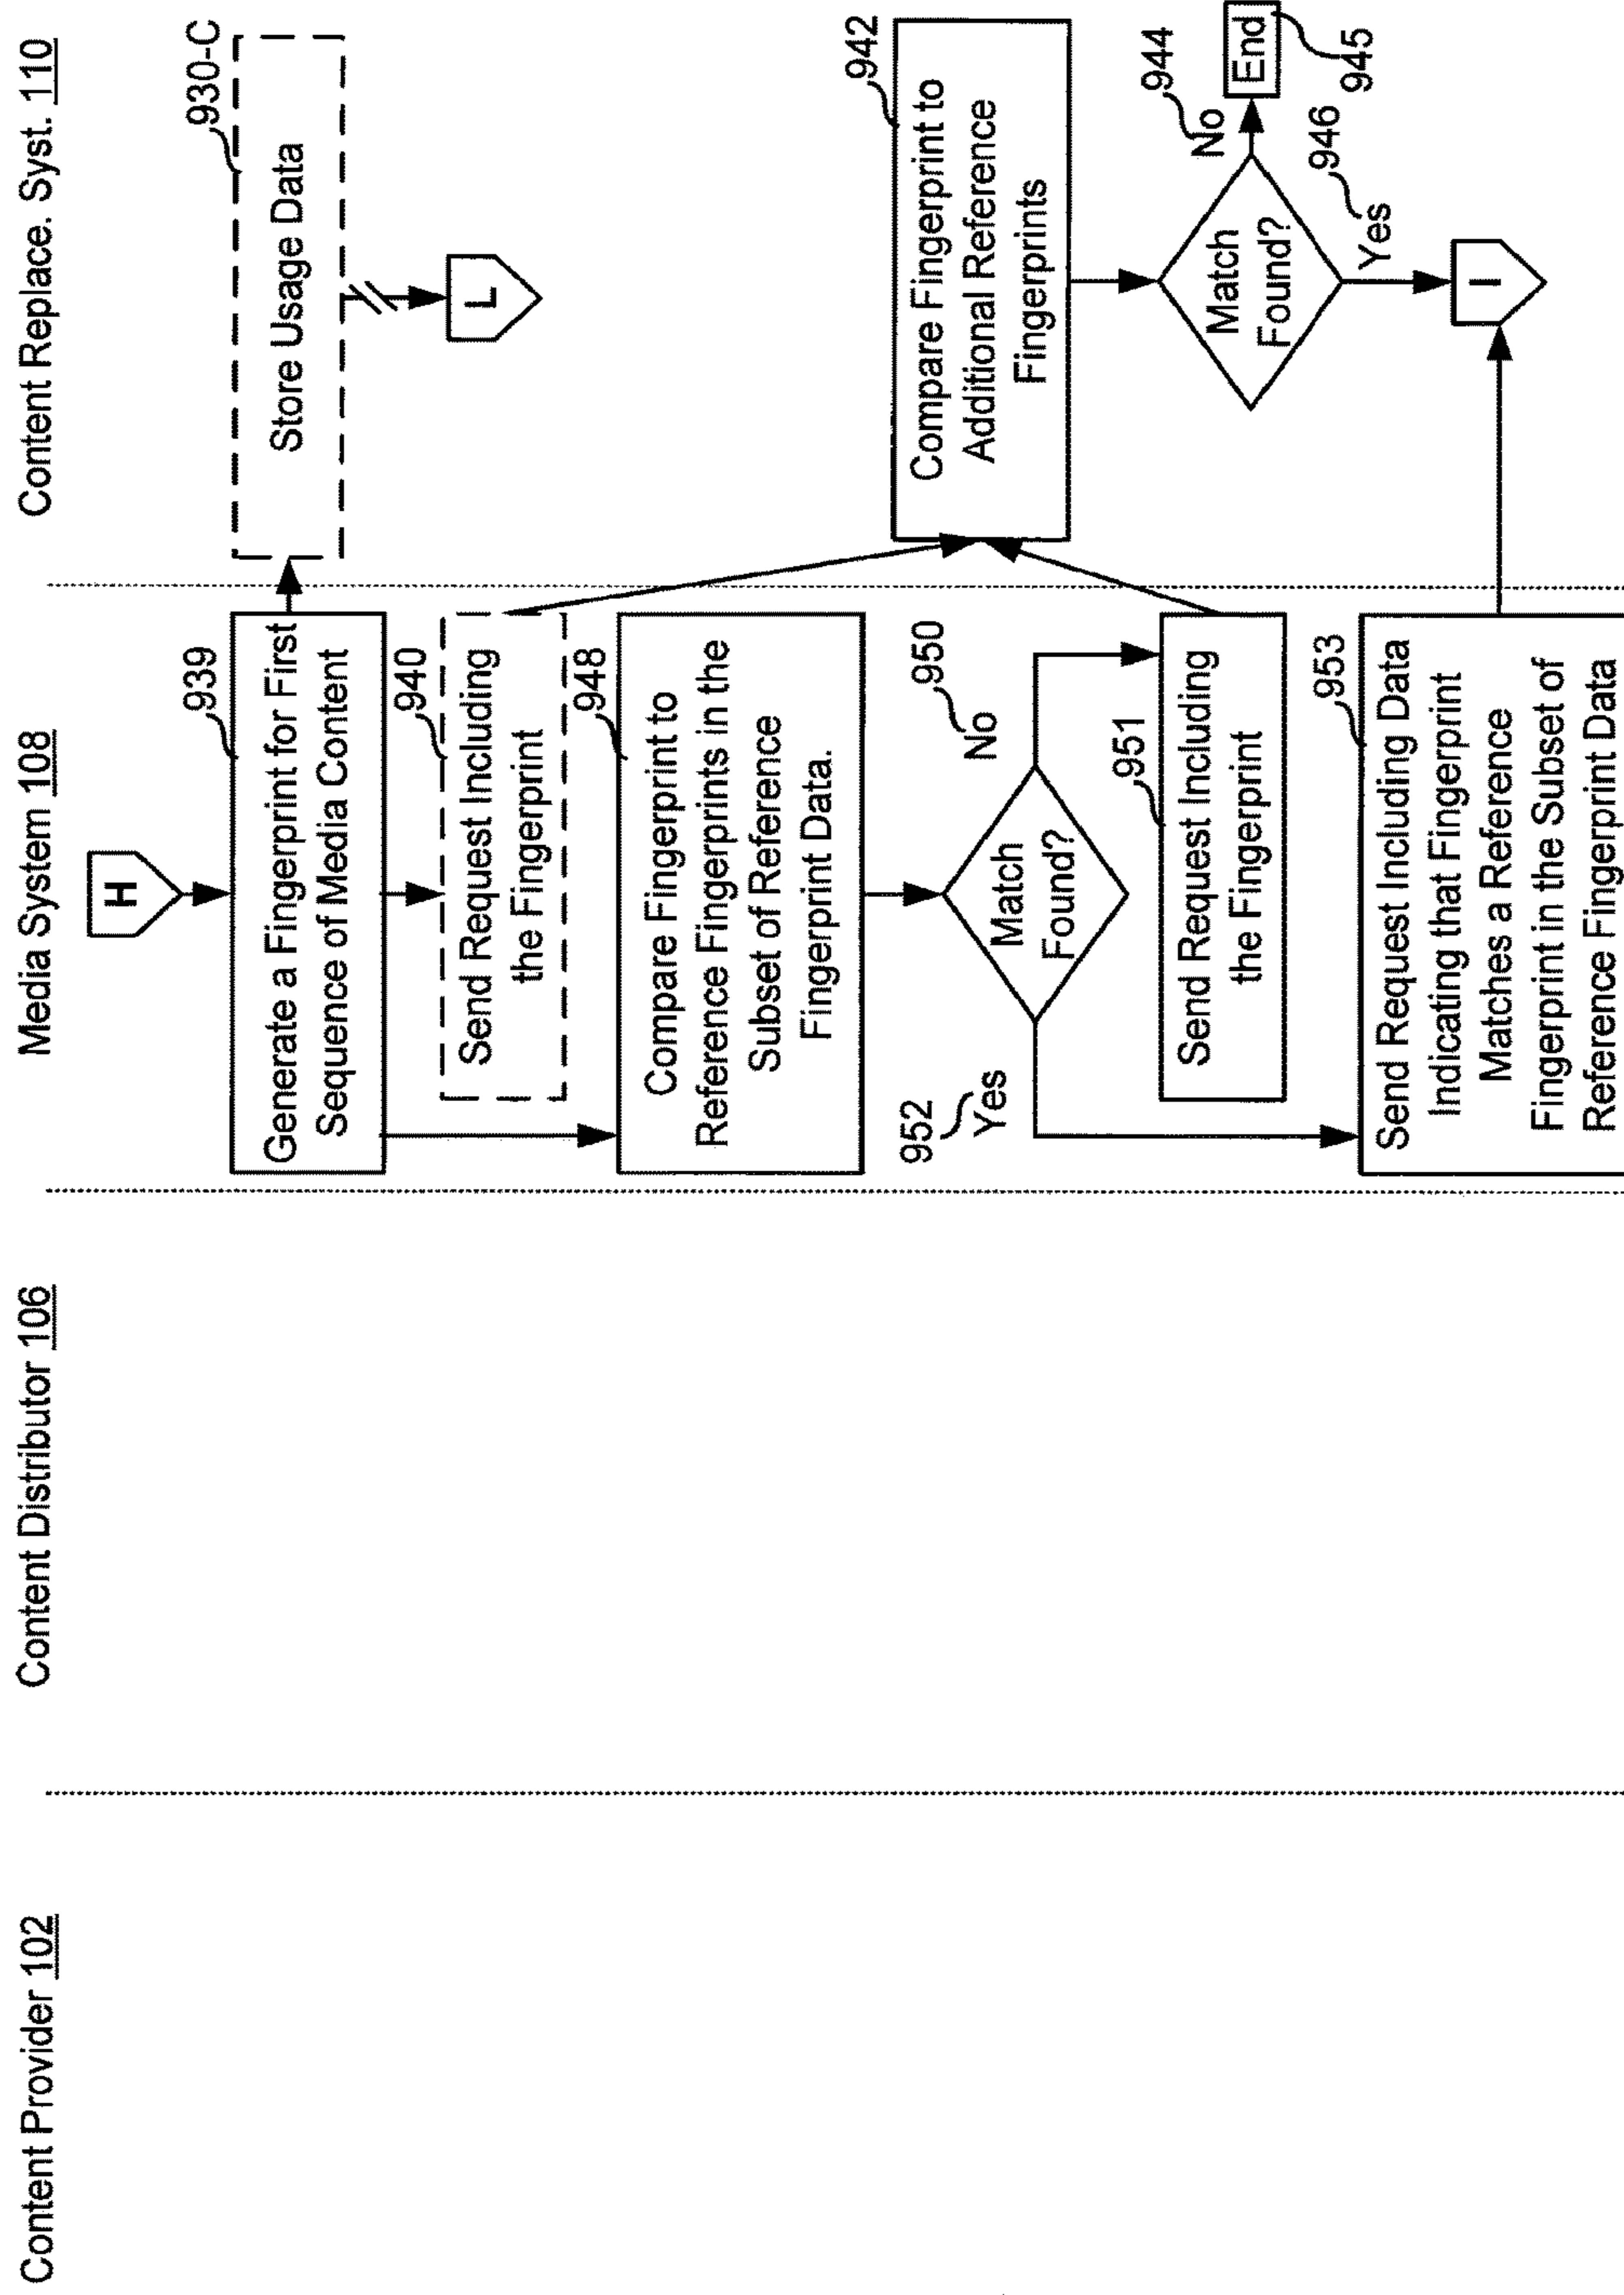 Content Provider 102
Content Distributor 106
Media System 108
Content Replace. Syst. 110
H
939
Generate a Fingerprint for First
Sequence of Media Content
930-C
Store Usage Data
L
940
Send Request Including
the Fingerprint
948
Compare Fingerprint to
Reference Fingerprints in the
Subset of Reference
Fingerprint Data.
942
Compare Fingerprint to
Additional Reference
Fingerprints
952
Yes
Match
Found?
950
No
951
Send Request Including
the Fingerprint
Match
Found?
944
No
End
945
946
Yes
I
953
Send Request Including Data
Indicating that Fingerprint
Matches a Reference
Fingerprint in the Subset of
Reference Fingerprint Data